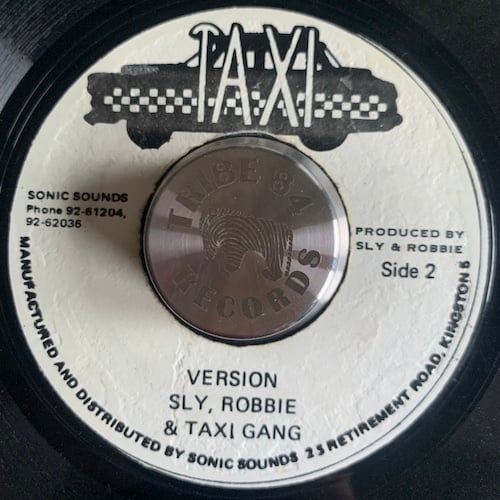 TAXI
SONIC SOUNDS
Phone 92-61204,
92-62036
TRIBE 84
RECORDS
PRODUCED BY
SLY & ROBBIE
Side 2
VERSION
SLY, ROBBIE
& TAXI GANG
MANUFACTURED AND DISTRIBUTED BY SONIC SOUNDS 25 RETIREMENT ROAD, KINGSTON 5